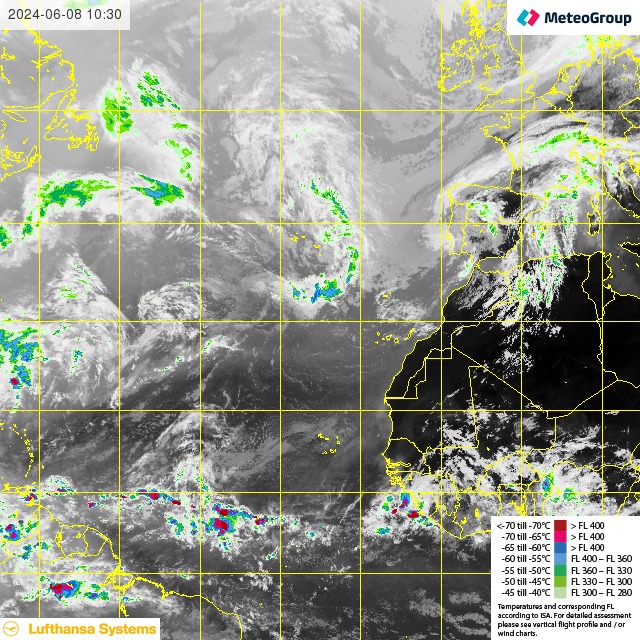 2024-06-08 10:30
MeteoGroup
<-70 till -70°C > FL 400
-70 till -65°C > FL 400
-65 till -60°C > FL 400
-60 till -55°C FL 400 – FL 360
-55 till -50°C FL 360 – FL 330
-50 till -45°C FL 330 – FL 300
-45 till -40°C FL 300 – FL 280
Temperatures and corresponding FL
according to ISA. For detailed assessment
please see vertical flight profile and / or
wind charts.
Lufthansa Systems